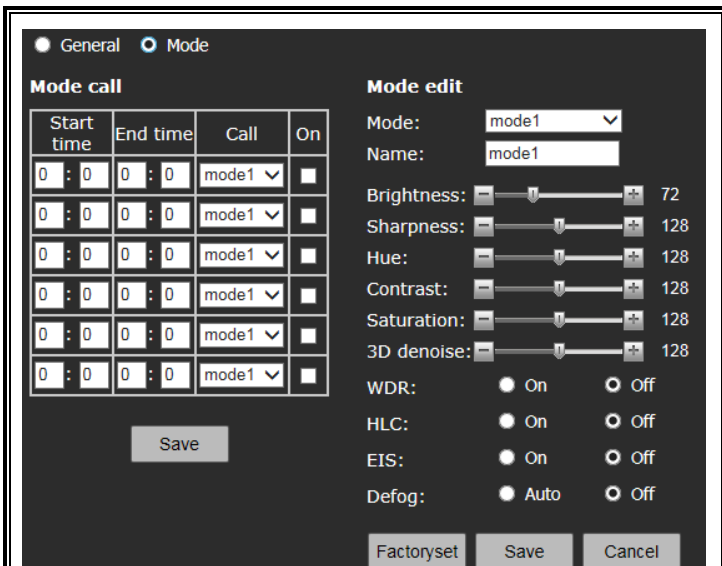 General Mode
Mode call
Start time End time Call On
0 : 0 0 : 0 mode1
0 : 0 0 : 0 mode1
0 : 0 0 : 0 mode1
0 : 0 0 : 0 mode1
0 : 0 0 : 0 mode1
0 : 0 0 : 0 mode1
Save
Mode edit
Mode: mode1
Name: mode1
Brightness: 72
Sharpness: 128
Hue: 128
Contrast: 128
Saturation: 128
3D denoise: 128
WDR: On Off
HLC: On Off
EIS: On Off
Defog: Auto Off
Factoryset Save Cancel